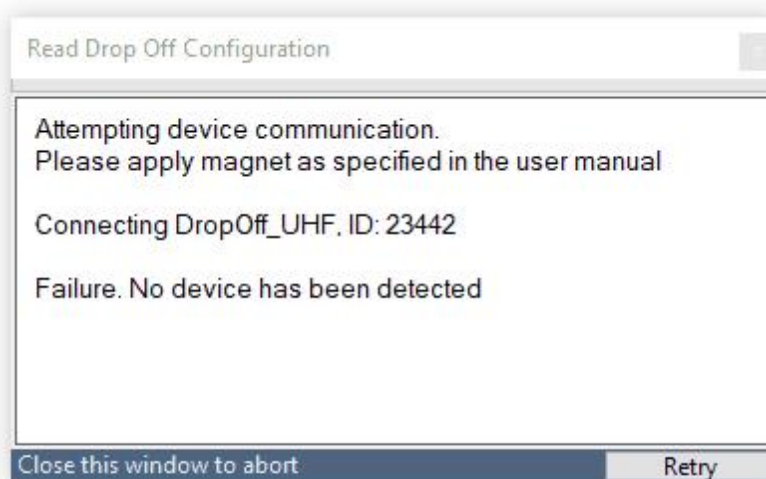 Read Drop Off Configuration
Attempting device communication.
Please apply magnet as specified in the user manual
Connecting DropOff_UHF, ID: 23442
Failure. No device has been detected
Close this window to abort
Retry